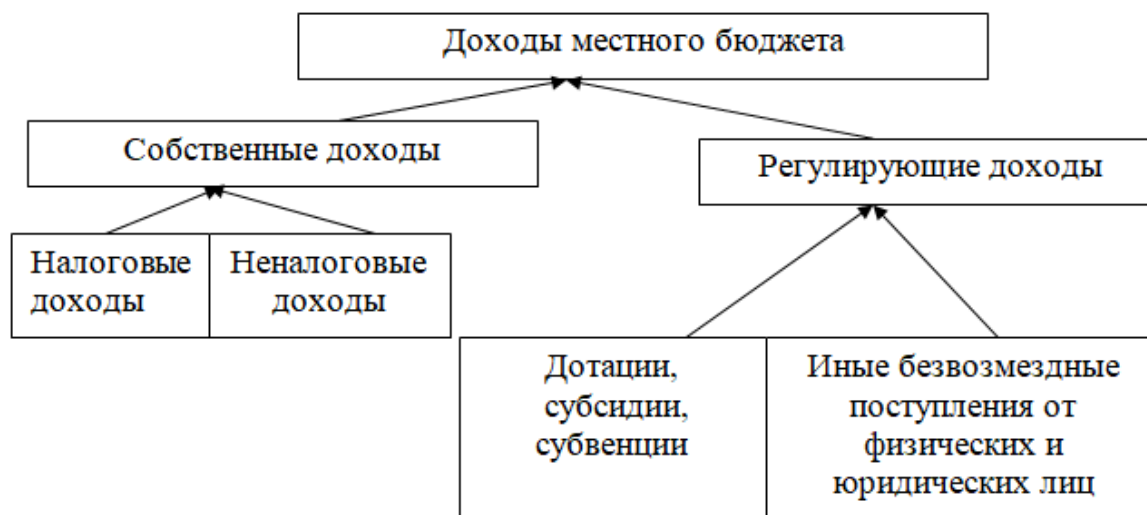 Доходы местного бюджета
Собственные доходы
Регулирующие доходы
Налоговые
доходы
Неналоговые
доходы
Дотации,
субсидии,
субвенции
Иные безвозмездные
поступления от
физических и
юридических лиц